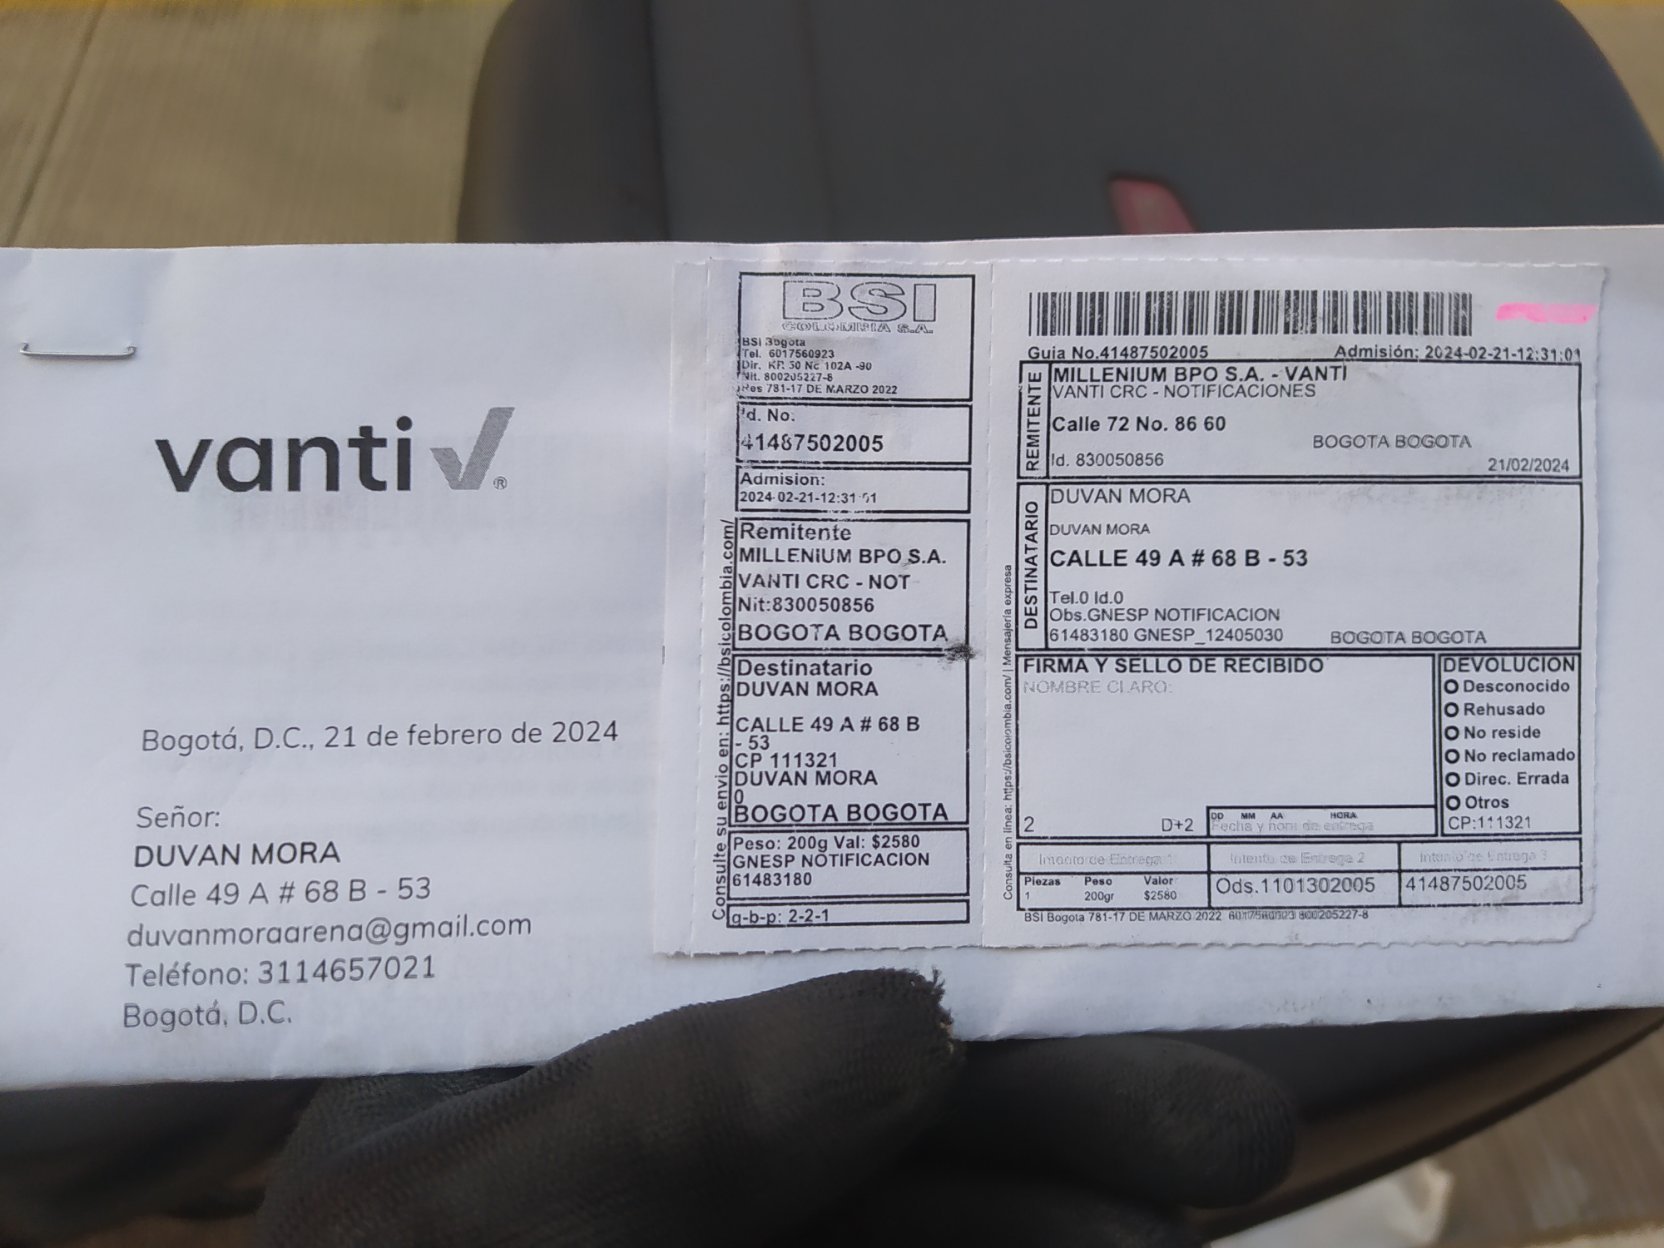 vanti
®
Bogotá, D.C., 21 de febrero de 2024
Señor:
DUVAN MORA
Calle 49 A # 68 B - 53
duvanmoraarena@gmail.com
Teléfono: 3114657021
Bogotá, D.C.
BSI
COLOMBIA S.A.
BSI Bogota
Tel. 6017560923
Dir. KR 50 Nc 102A -90
Nit. 800205227-8
Res 781-17 DE MARZO 2022
Id. No.
41487502005
Admision:
2024-02-21-12:31:01
Remitente
MILLENIUM BPO S.A.
VANTI CRC - NOT
Nit:830050856
BOGOTA BOGOTA
Destinatario
DUVAN MORA
CALLE 49 A # 68 B
- 53
CP 111321
DUVAN MORA
0
BOGOTA BOGOTA
Peso: 200g Val: $2580
GNESP NOTIFICACION
61483180
g-b-p: 2-2-1
Consulte su envio en: https://bsicolombia.com/
Guia No.41487502005 Admisión: 2024-02-21-12:31:01
REMITENTE
MILLENIUM BPO S.A. - VANTI
VANTI CRC - NOTIFICACIONES
Calle 72 No. 86 60
BOGOTA BOGOTA
Id. 830050856
21/02/2024
DESTINATARIO
DUVAN MORA
DUVAN MORA
CALLE 49 A # 68 B - 53
Tel.0 Id.0
Obs.GNESP NOTIFICACION
61483180 GNESP_12405030 BOGOTA BOGOTA
FIRMA Y SELLO DE RECIBIDO
NOMBRE CLARO:
DEVOLUCION
Desconocido
Rehusado
No reside
No reclamado
Direc. Errada
Otros
CP:111321
2 D+2
DD MM AA HORA
Fecha y hora de entrega
Intento de Entrega 1 Intento de Entrega 2 Intento de Entrega 3
Piezas Peso Valor
1 200gr $2580
Ods.1101302005
41487502005
BSI Bogota 781-17 DE MARZO 2022 6017560923 800205227-8
Consulta en línea: https://bsicolombia.com/ | Mensajería expresa